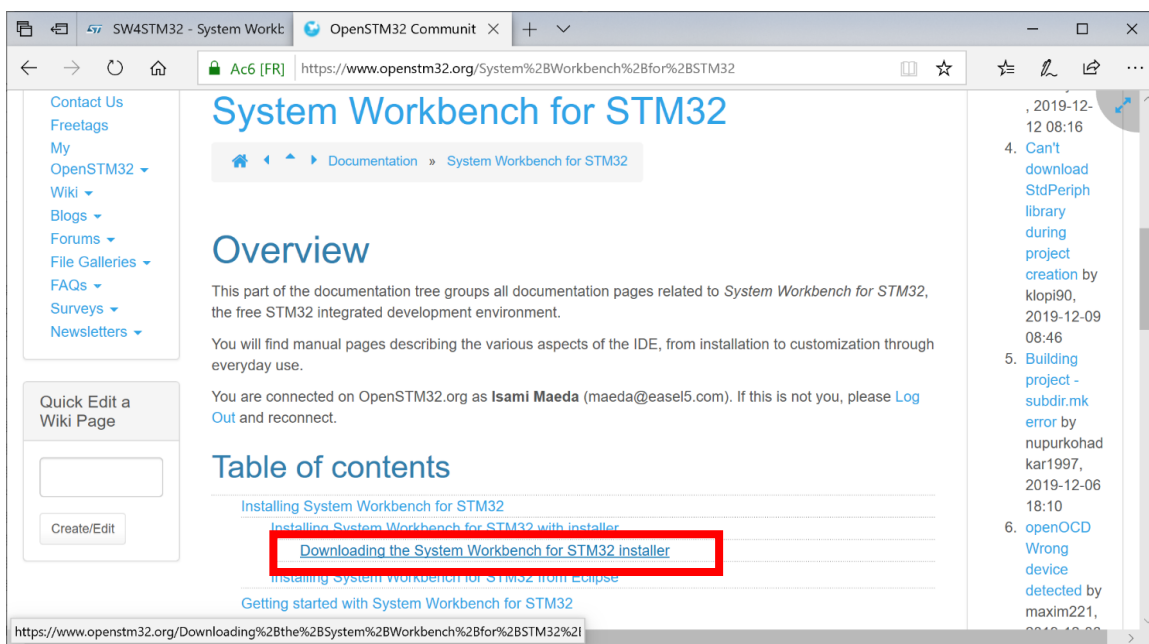 SW4STM32 - System Workb
OpenSTM32 Communit
Ac6 [FR]
https://www.openstm32.org/System%2BWorkbench%2Bfor%2BSTM32
Contact Us
Freetags
My
OpenSTM32
Wiki
Blogs
Forums
File Galleries
FAQs
Surveys
Newsletters
Quick Edit a
Wiki Page
Create/Edit
System Workbench for STM32
Documentation » System Workbench for STM32
Overview
This part of the documentation tree groups all documentation pages related to System Workbench for STM32,
the free STM32 integrated development environment.
You will find manual pages describing the various aspects of the IDE, from installation to customization through
everyday use.
You are connected on OpenSTM32.org as Isami Maeda (maeda@easel5.com). If this is not you, please Log
Out and reconnect.
Table of contents
Installing System Workbench for STM32
Installing System Workbench for STM32 with installer
Downloading the System Workbench for STM32 installer
Installing System Workbench for STM32 from Eclipse
Getting started with System Workbench for STM32
, 2019-12-
12 08:16
4. Can't
download
StdPeriph
library
during
project
creation by
klopi90,
2019-12-09
08:46
5. Building
project -
subdir.mk
error by
nupurkohad
kar1997,
2019-12-06
18:10
6. openOCD
Wrong
device
detected by
maxim221,
https://www.openstm32.org/Downloading%2Bthe%2BSystem%2BWorkbench%2Bfor%2BSTM32%2I